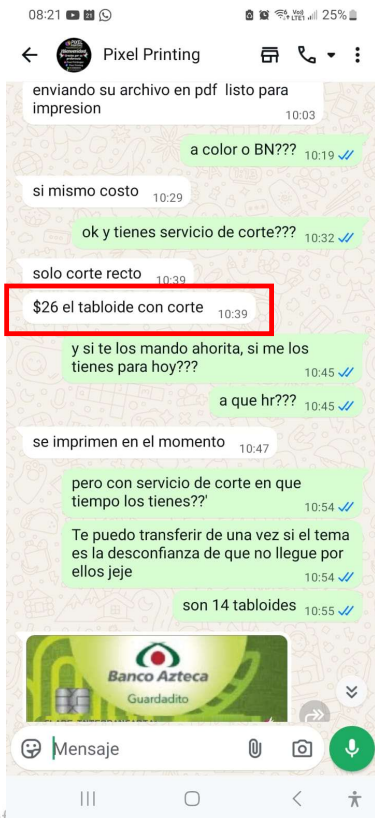 08:21
25%
Pixel Printing
enviando su archivo en pdf listo para
impresion
10:03
a color o BN??? 10:19
si mismo costo 10:29
ok y tienes servicio de corte??? 10:32
solo corte recto 10:39
$26 el tabloide con corte 10:39
y si te los mando ahorita, si me los
tienes para hoy???
10:45
a que hr??? 10:45
se imprimen en el momento 10:47
pero con servicio de corte en que
tiempo los tienes??'
10:54
Te puedo transferir de una vez si el tema
es la desconfianza de que no llegue por
ellos jeje
10:54
son 14 tabloides 10:55
Banco Azteca
Guardadito
Mensaje